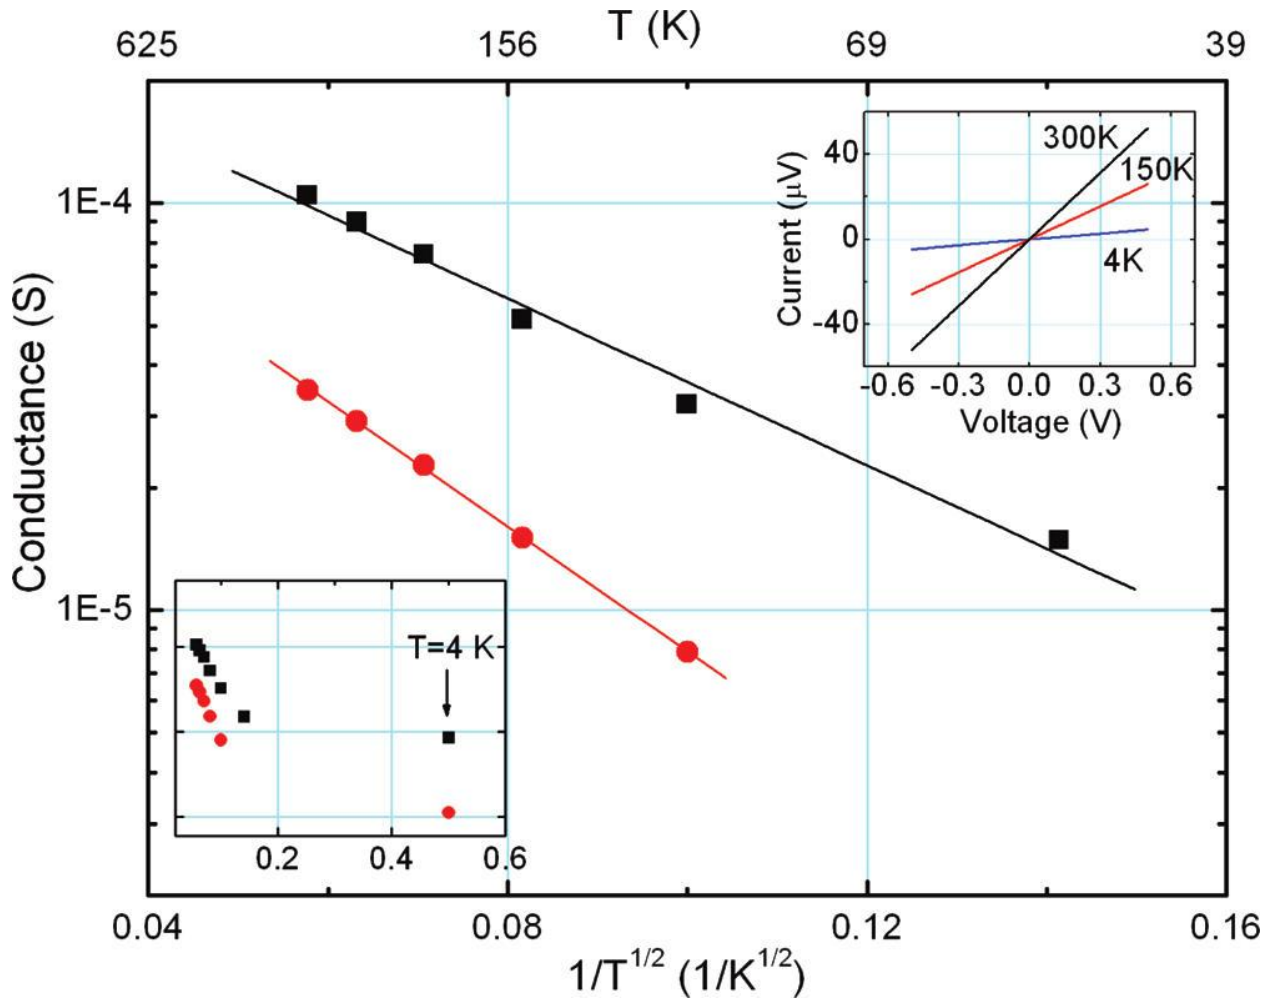 T (K)
625 156 69 39
1E-4
1E-5
Conductance (S)
0.04 0.08 0.12 0.16
1/T^1/2 (1/K^1/2)
300K
150K
4K
40
0
-40
Current (μV)
-0.6 -0.3 0.0 0.3 0.6
Voltage (V)
T=4 K
0.2 0.4 0.6